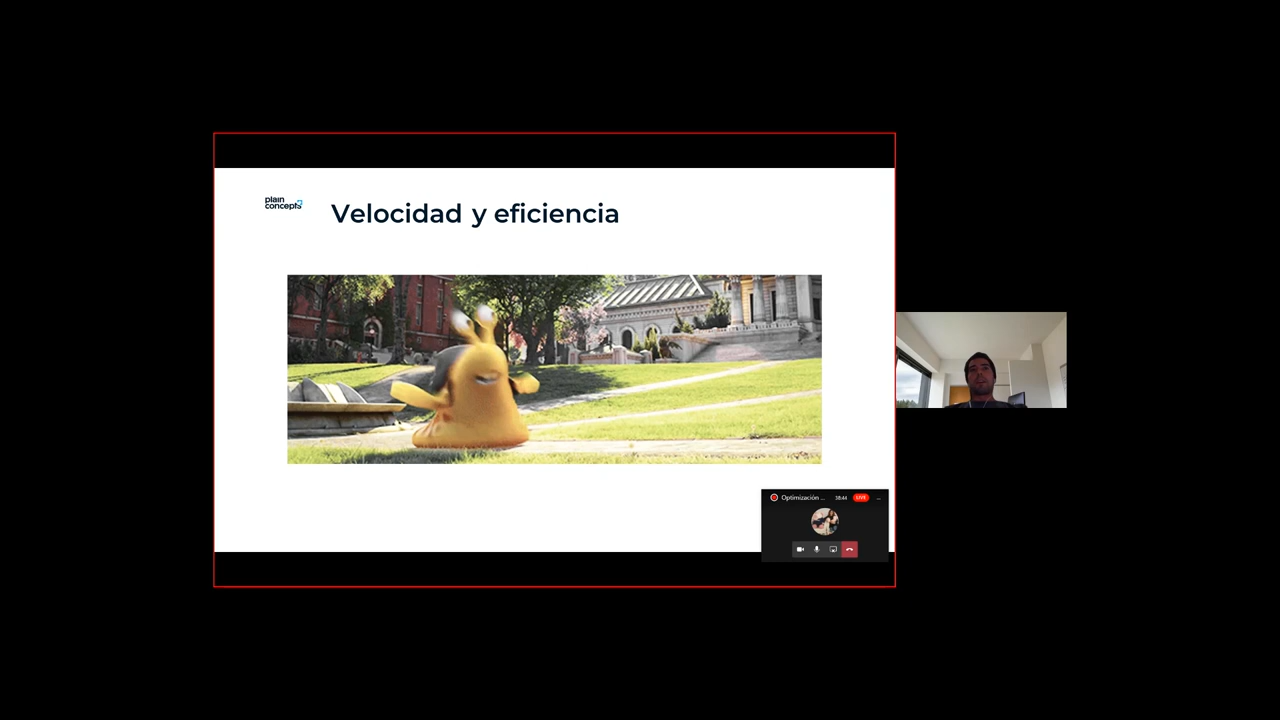 plain
concepts
Velocidad y eficiencia
Optimización ... 38:44 LIVE ...